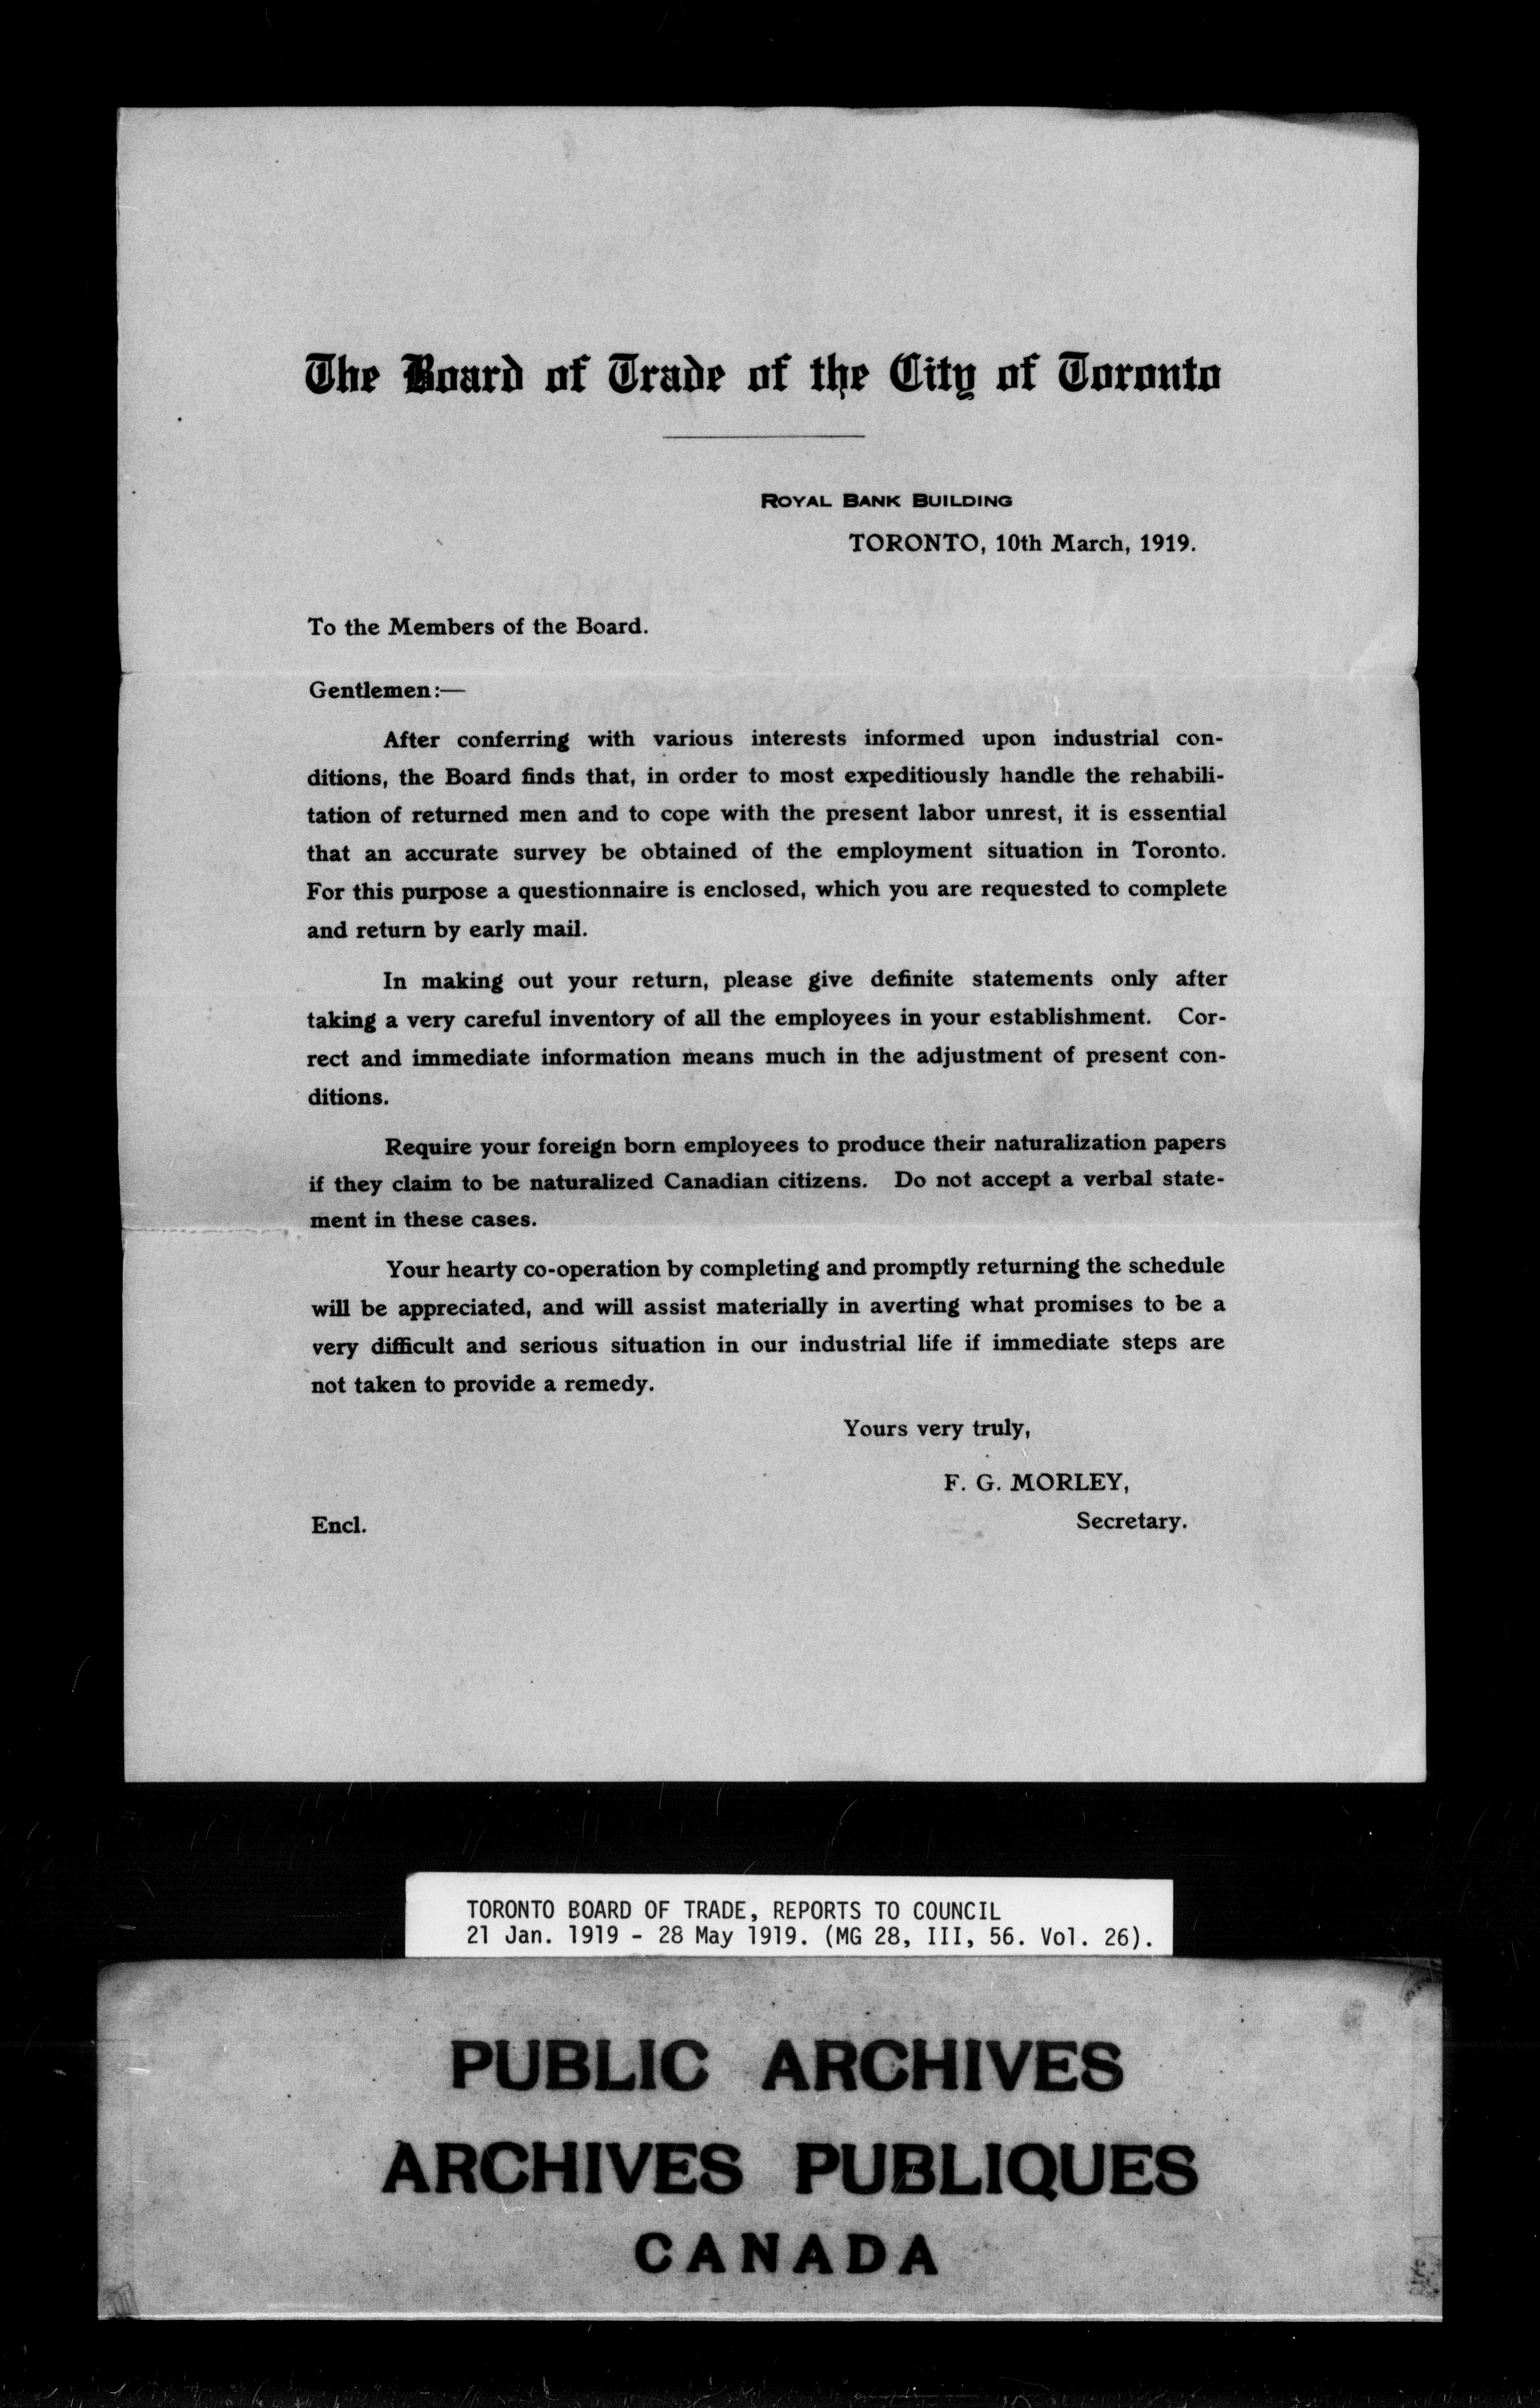 The Board of Trade of the City of Toronto
ROYAL BANK BUILDING
TORONTO, 10th March, 1919.
To the Members of the Board.
Gentlemen:—
After conferring with various interests informed upon industrial con-
ditions, the Board finds that, in order to most expeditiously handle the rehabili-
tation of returned men and to cope with the present labor unrest, it is essential
that an accurate survey be obtained of the employment situation in Toronto.
For this purpose a questionnaire is enclosed, which you are requested to complete
and return by early mail.
In making out your return, please give definite statements only after
taking a very careful inventory of all the employees in your establishment. Cor-
rect and immediate information means much in the adjustment of present con-
ditions.
Require your foreign born employees to produce their naturalization papers
if they claim to be naturalized Canadian citizens. Do not accept a verbal state-
ment in these cases.
Your hearty co-operation by completing and promptly returning the schedule
will be appreciated, and will assist materially in averting what promises to be a
very difficult and serious situation in our industrial life if immediate steps are
not taken to provide a remedy.
Yours very truly,
F. G. MORLEY,
Secretary.
Encl.
TORONTO BOARD OF TRADE, REPORTS TO COUNCIL
21 Jan. 1919 - 28 May 1919. (MG 28, III, 56. Vol. 26).
PUBLIC ARCHIVES
ARCHIVES PUBLIQUES
CANADA